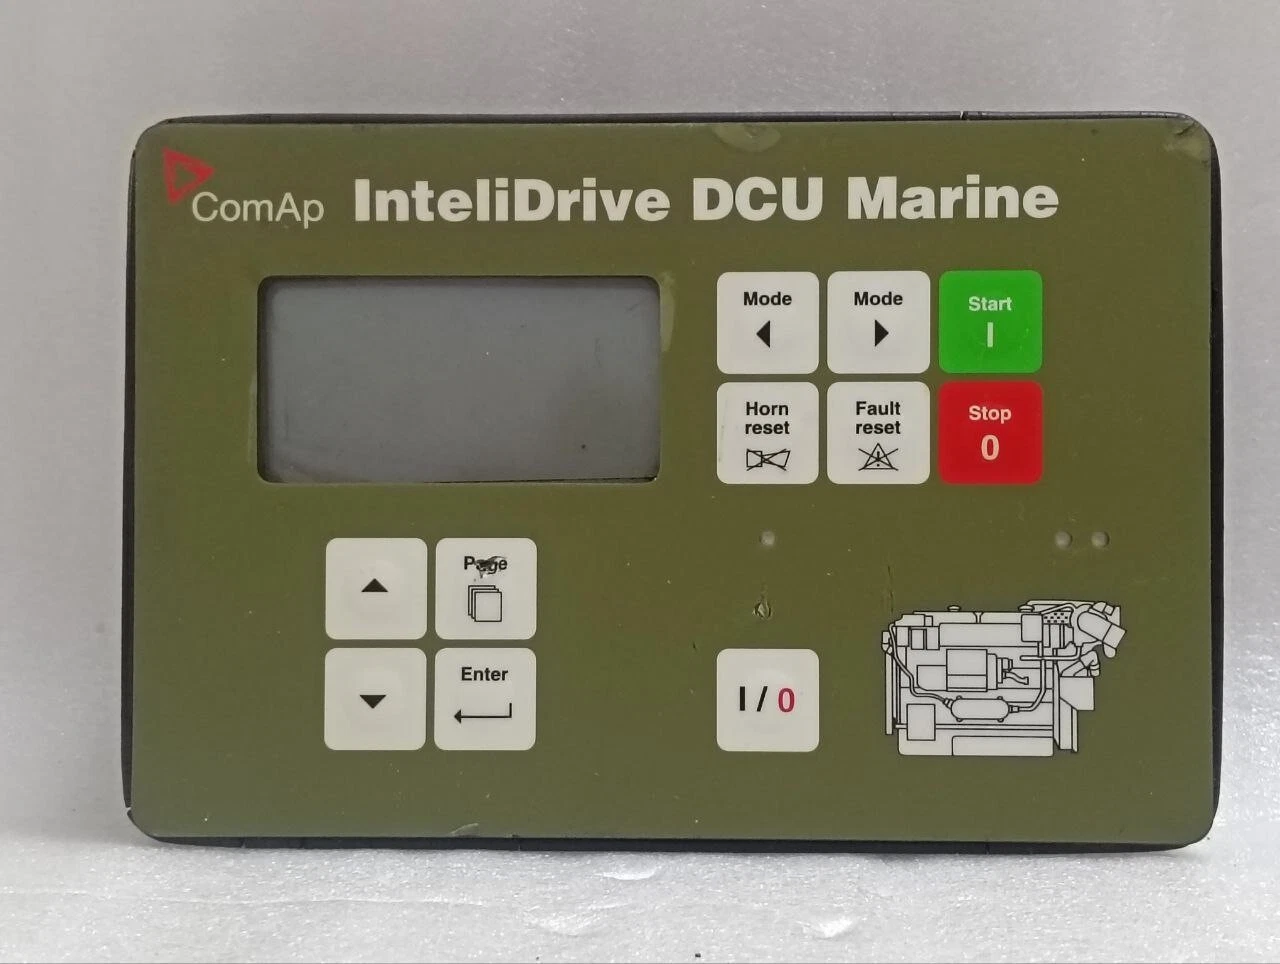 ComAp InteliDrive DCU Marine
Mode
Mode
Start
I
Horn
reset
Fault
reset
Stop
0
Page
Enter
I / 0